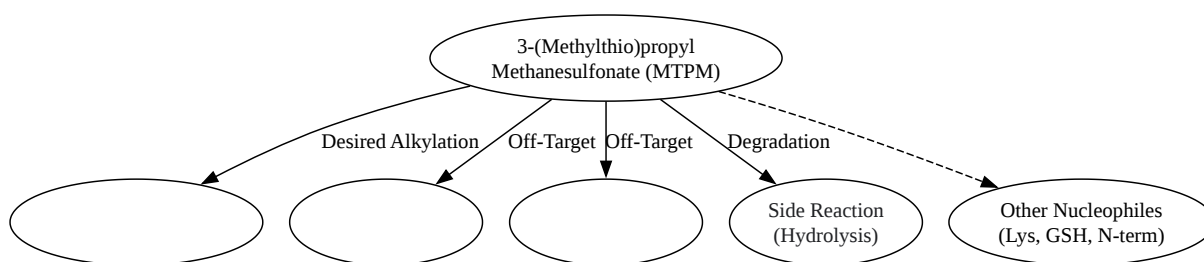 3-(Methylthio)propyl
Methanesulfonate (MTPM)
Desired Alkylation
Off-Target
Off-Target
Degradation
Side Reaction
(Hydrolysis)
Other Nucleophiles
(Lys, GSH, N-term)